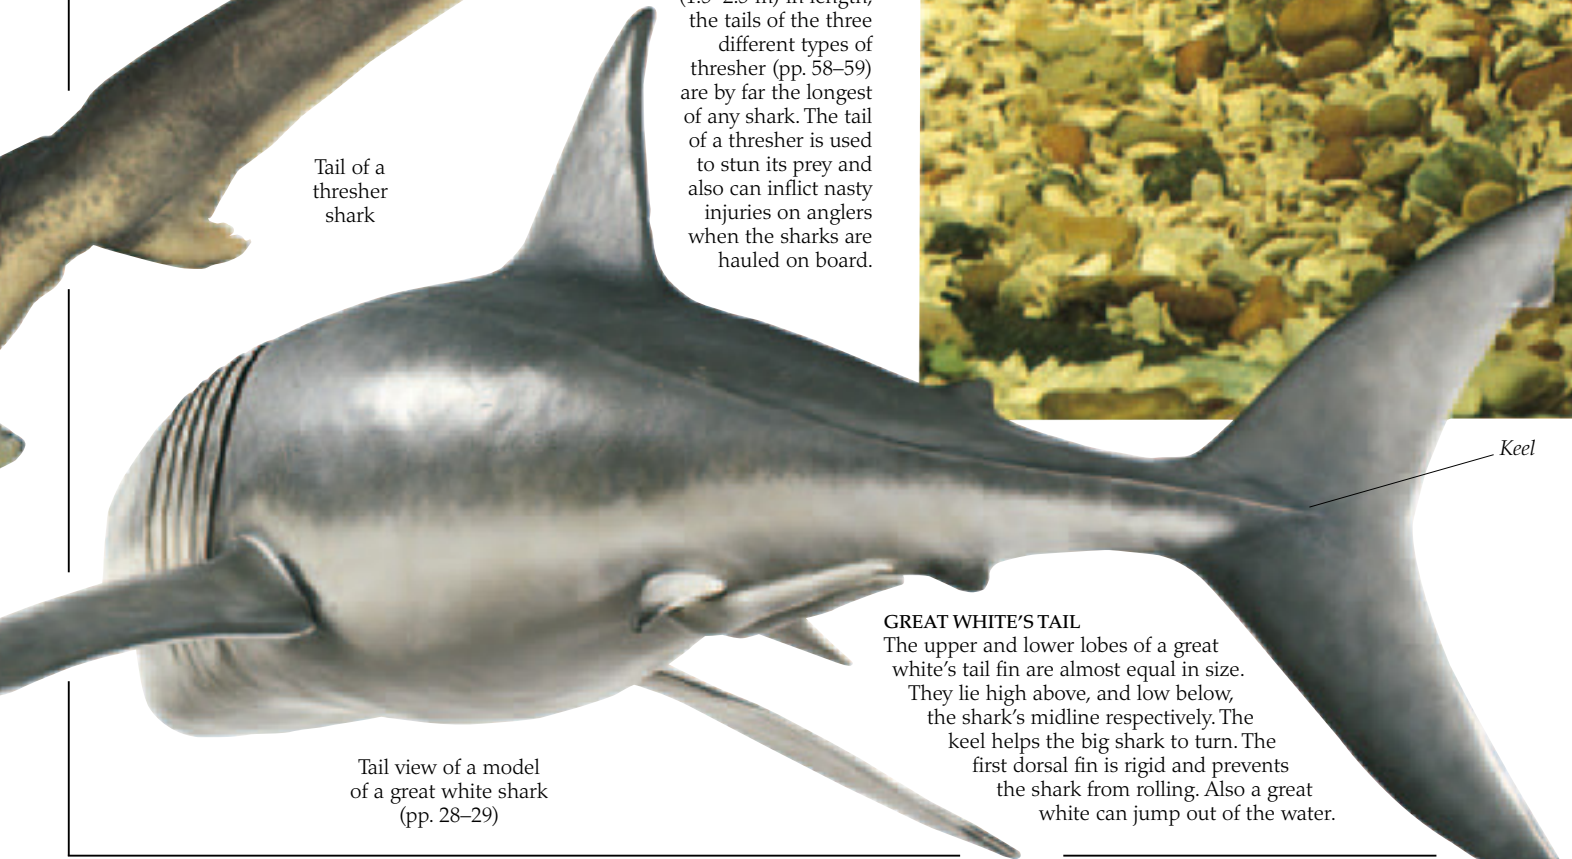 (1.5–2.5 m) in length,
the tails of the three
different types of
thresher (pp. 58–59)
are by far the longest
of any shark. The tail
of a thresher is used
to stun its prey and
also can inflict nasty
injuries on anglers
when the sharks are
hauled on board.
Tail of a
thresher
shark
Keel
GREAT WHITE'S TAIL
The upper and lower lobes of a great
white's tail fin are almost equal in size.
They lie high above, and low below,
the shark's midline respectively. The
keel helps the big shark to turn. The
first dorsal fin is rigid and prevents
the shark from rolling. Also a great
white can jump out of the water.
Tail view of a model
of a great white shark
(pp. 28–29)